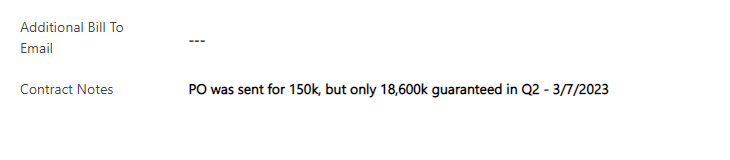 Additional Bill To
Email
---
Contract Notes
PO was sent for 150k, but only 18,600k guaranteed in Q2 - 3/7/2023